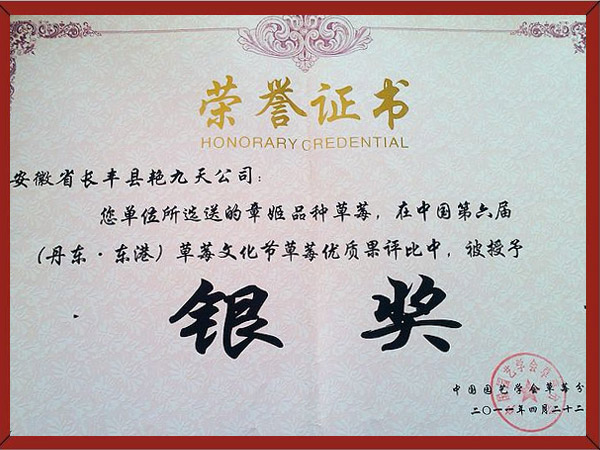 荣誉证书
HONORARY CREDENTIAL
安徽省长丰县艳九天公司：
您单位所选送的章姬品种草莓，在中国第六届
（丹东·东港）草莓文化节草莓优质果评比中，被授予
银奖
中国园艺学会草莓分
二〇一一年四月二十二